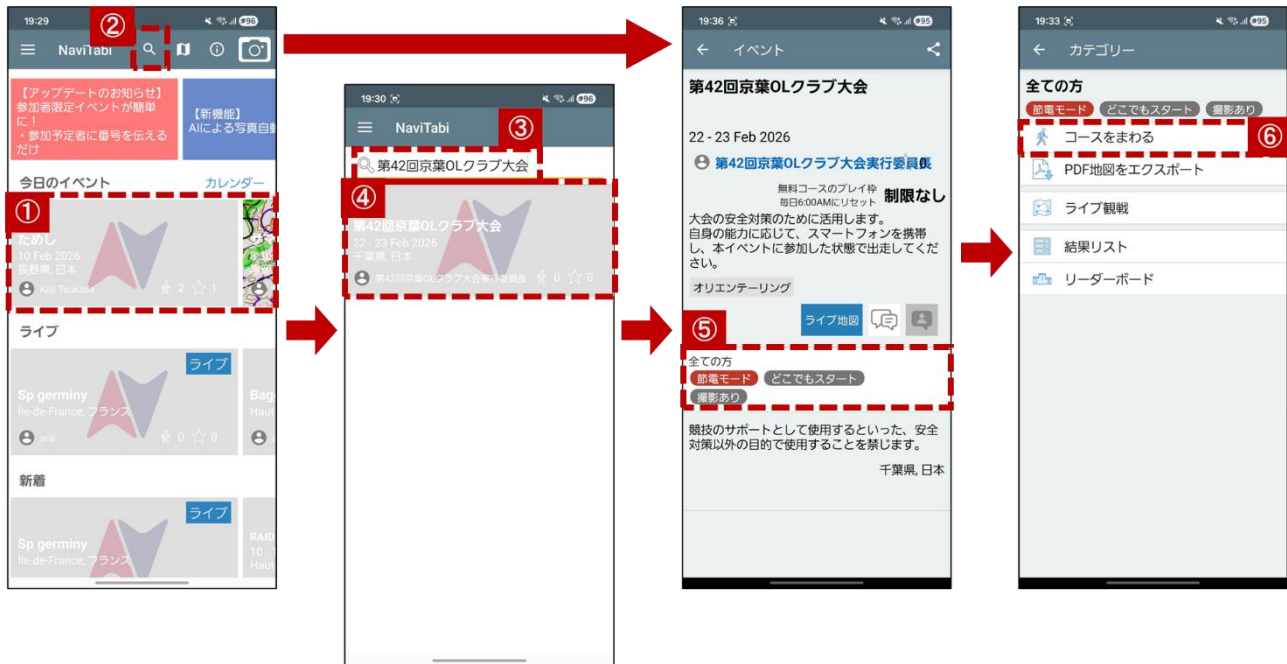 19:29
96
②
NaviTabi
【アップデートのお知らせ】
参加者限定イベントが簡単
に！
・参加予定者に番号を伝える
だけ
【新機能】
AIによる写真自動
今日のイベント
カレンダー
①
ためし
10 Feb 2026
長野県, 日本
Koji Tsukada
2
1
ライブ
ライブ
Sp germiny
Île-de-France, フランス
arle
0
0
Bag
Haut
新着
ライブ
Sp germiny
Île-de-France, フランス
RAID
10 - 1
Haut
19:30
96
NaviTabi
③
第42回京葉OLクラブ大会
④
第42回京葉OLクラブ大会
22 - 23 Feb 2026
千葉県, 日本
第42回京葉OLクラブ大会実行委員長
0
0
19:36
95
イベント
第42回京葉OLクラブ大会
22 - 23 Feb 2026
第42回京葉OLクラブ大会実行委員長
0
無料コースのプレイ枠
毎日6:00AMにリセット
制限なし
大会の安全対策のために活用します。
自身の能力に応じて、スマートフォンを携帯
し、本イベントに参加した状態で出走してくだ
さい。
オリエンテーリング
ライブ地図
⑤
全ての方
節電モード
どこでもスタート
撮影あり
競技のサポートとして使用するといった、安全
対策以外の目的で使用することを禁じます。
千葉県, 日本
19:33
95
カテゴリー
全ての方
節電モード
どこでもスタート
撮影あり
コースをまわる
⑥
PDF地図をエクスポート
ライブ観戦
結果リスト
リーダーボード